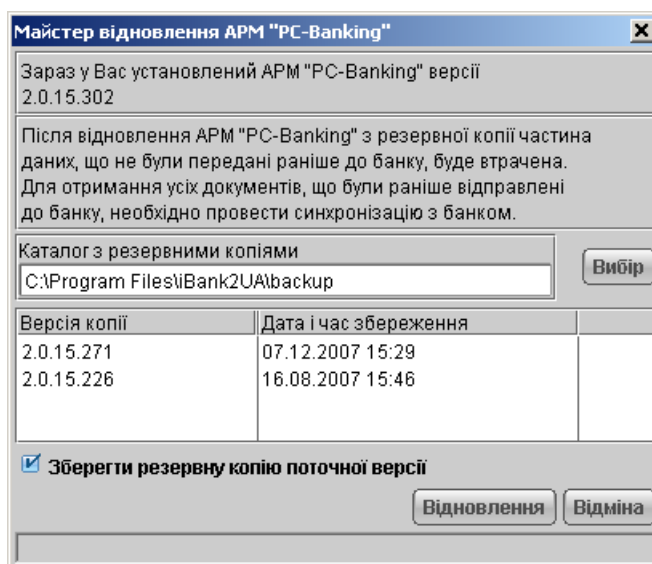 Майстер відновлення АРМ "PC-Banking"
Зараз у Вас установлений АРМ "PC-Banking" версії
2.0.15.302
Після відновлення АРМ "PC-Banking" з резервної копії частина
даних, що не були передані раніше до банку, буде втрачена.
Для отримання усіх документів, що були раніше відправлені
до банку, необхідно провести синхронізацію з банком.
Каталог з резервними копіями
C:\Program Files\iBank2UA\backup
Вибір
Версія копії Дата і час збереження
2.0.15.271 07.12.2007 15:29
2.0.15.226 16.08.2007 15:46
Зберегти резервну копію поточної версії
Відновлення Відміна